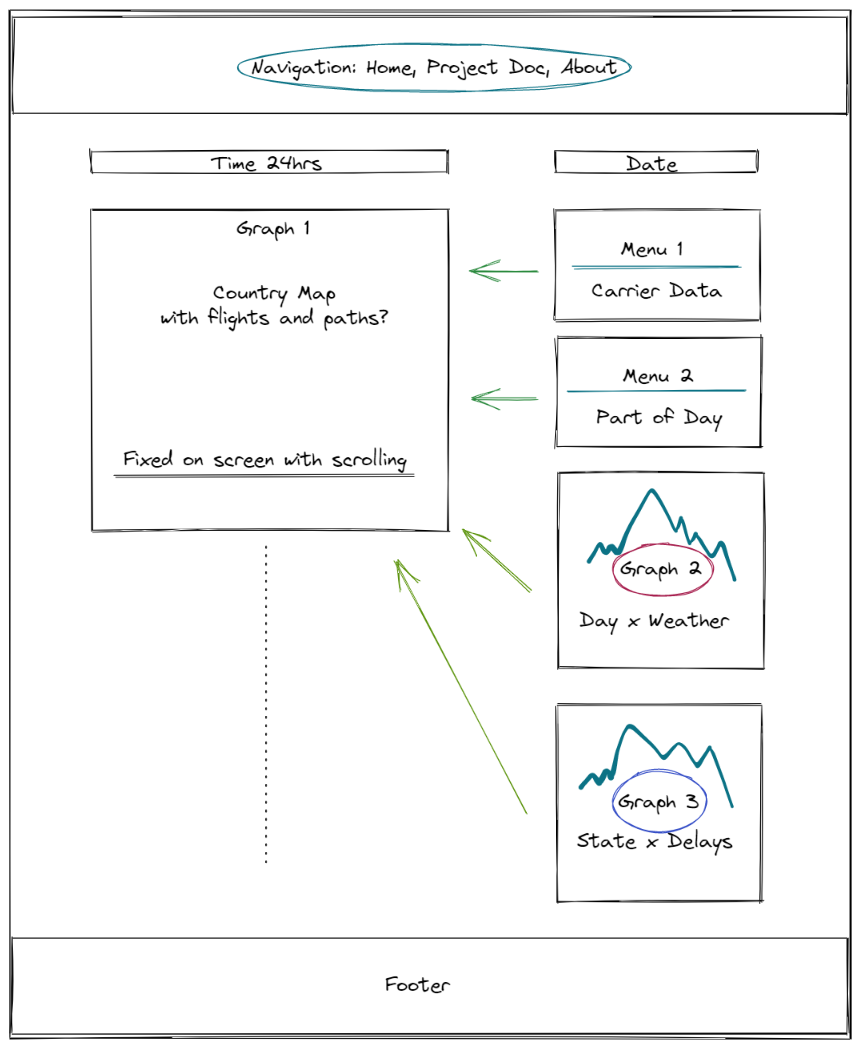 Navigation: Home, Project Doc, About
Time 24hrs
Date
Graph 1
Country Map
with flights and paths?
Fixed on screen with scrolling
Menu 1
Carrier Data
Menu 2
Part of Day
Graph 2
Day x Weather
Graph 3
State x Delays
Footer